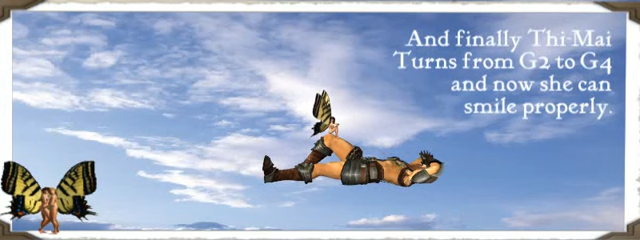 And finally Thi-Mai
Turns from G2 to G4
and now she can
smile properly.